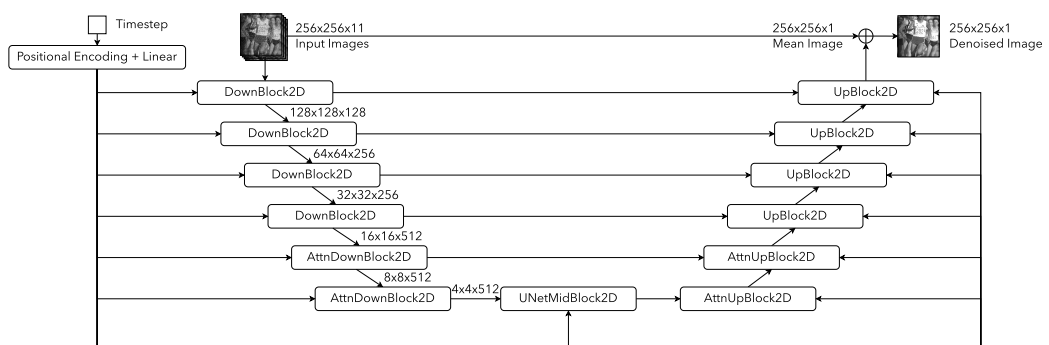 Timestep
Positional Encoding + Linear
256x256x11
Input Images
256x256x1
Mean Image
256x256x1
Denoised Image
DownBlock2D
UpBlock2D
128x128x128
DownBlock2D
UpBlock2D
64x64x256
DownBlock2D
UpBlock2D
32x32x256
DownBlock2D
UpBlock2D
16x16x512
AttnDownBlock2D
AttnUpBlock2D
8x8x512
AttnDownBlock2D
4x4x512
UNetMidBlock2D
AttnUpBlock2D